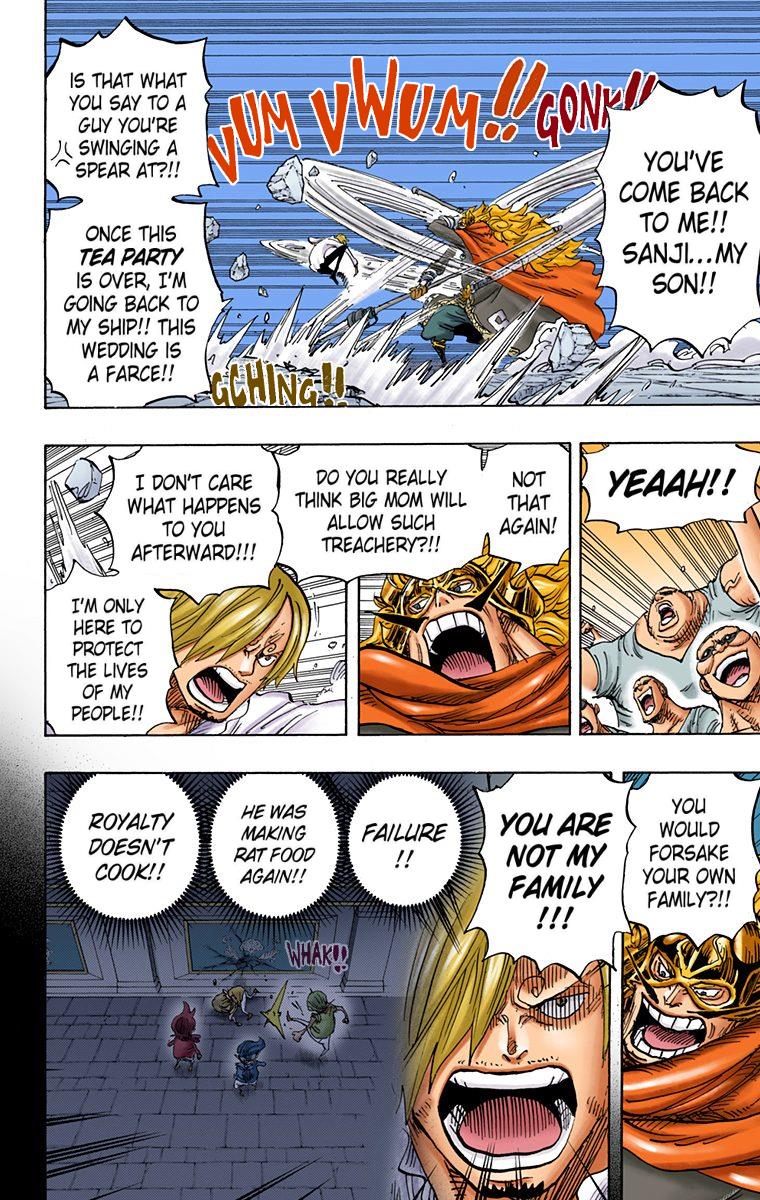 YOU'VE
COME BACK
TO ME!!
SANJI...MY
SON!!
GONK!!
VUM VWUM!!
IS THAT WHAT
YOU SAY TO A
GUY YOU'RE
SWINGING A
SPEAR AT?!!
ONCE THIS
TEA PARTY
IS OVER, I'M
GOING BACK TO
MY SHIP!! THIS
WEDDING IS
A FARCE!!
GCHING!!
YEAAH!!
NOT
THAT
AGAIN!
DO YOU REALLY
THINK BIG MOM WILL
ALLOW SUCH
TREACHERY?!!
I DON'T CARE
WHAT HAPPENS
TO YOU
AFTERWARD!!!
I'M ONLY
HERE TO
PROTECT
THE LIVES
OF MY
PEOPLE!!
YOU
WOULD
FORSAKE
YOUR OWN
FAMILY?!!
YOU ARE
NOT MY
FAMILY
!!!
FAILURE
!!
HE WAS
MAKING
RAT FOOD
AGAIN!!
ROYALTY
DOESN'T
COOK!!
WHAK!!